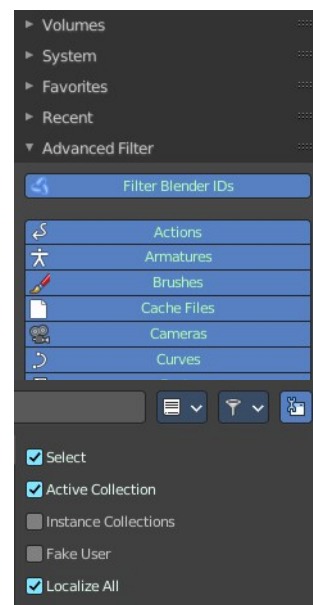 Volumes
System
Favorites
Recent
Advanced Filter
Filter Blender IDs
Actions
Armatures
Brushes
Cache Files
Cameras
Curves
Select
Active Collection
Instance Collections
Fake User
Localize All